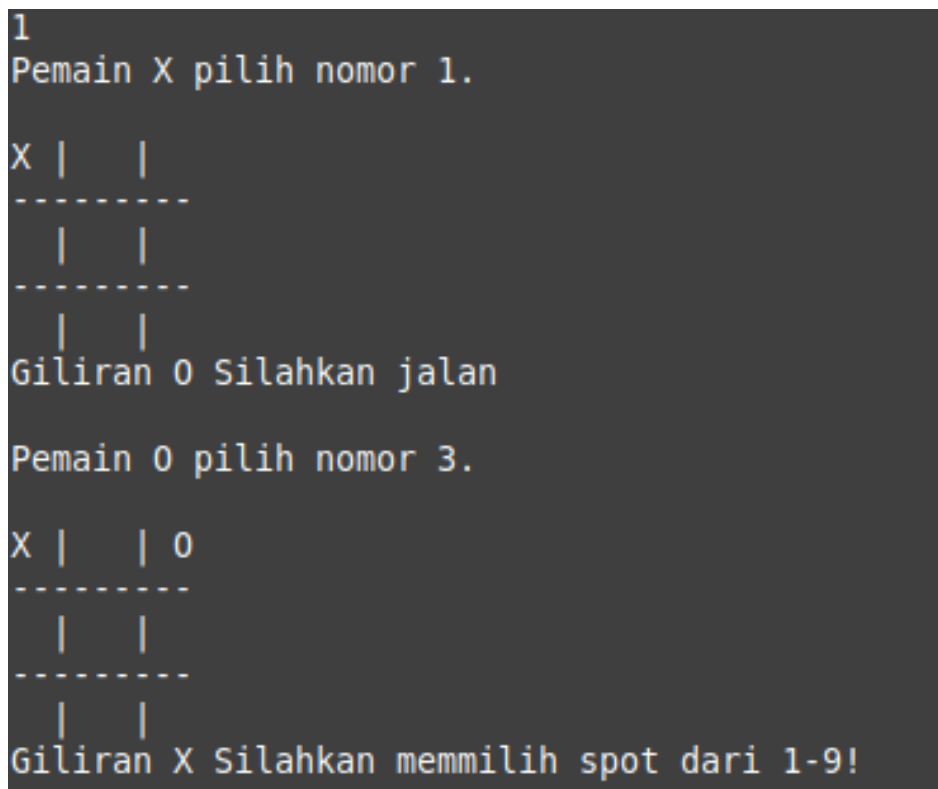 1
Pemain X pilih nomor 1.
X |   |
---------
  |   |
---------
  |   |
Giliran O Silahkan jalan
Pemain O pilih nomor 3.
X |   | O
---------
  |   |
---------
  |   |
Giliran X Silahkan memmilih spot dari 1-9!